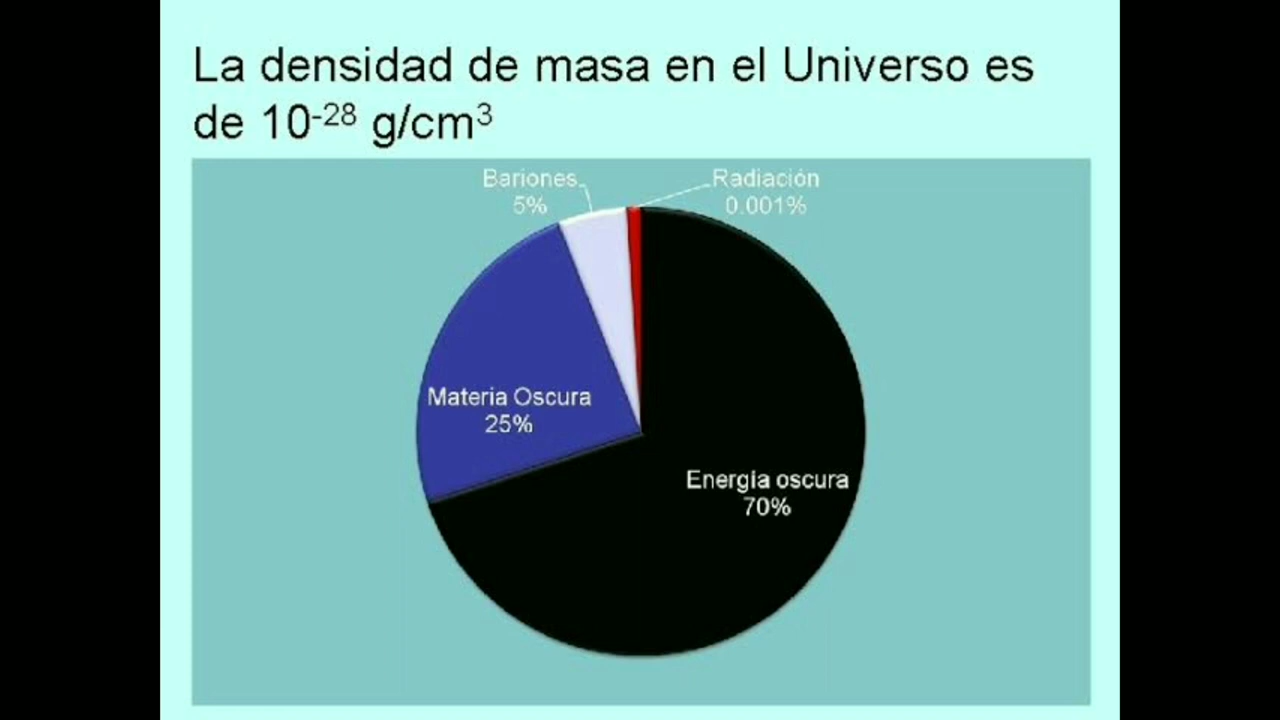 La densidad de masa en el Universo es
de 10⁻²⁸ g/cm³
Bariones
5%
Radiación
0.001%
Materia Oscura
25%
Energía oscura
70%